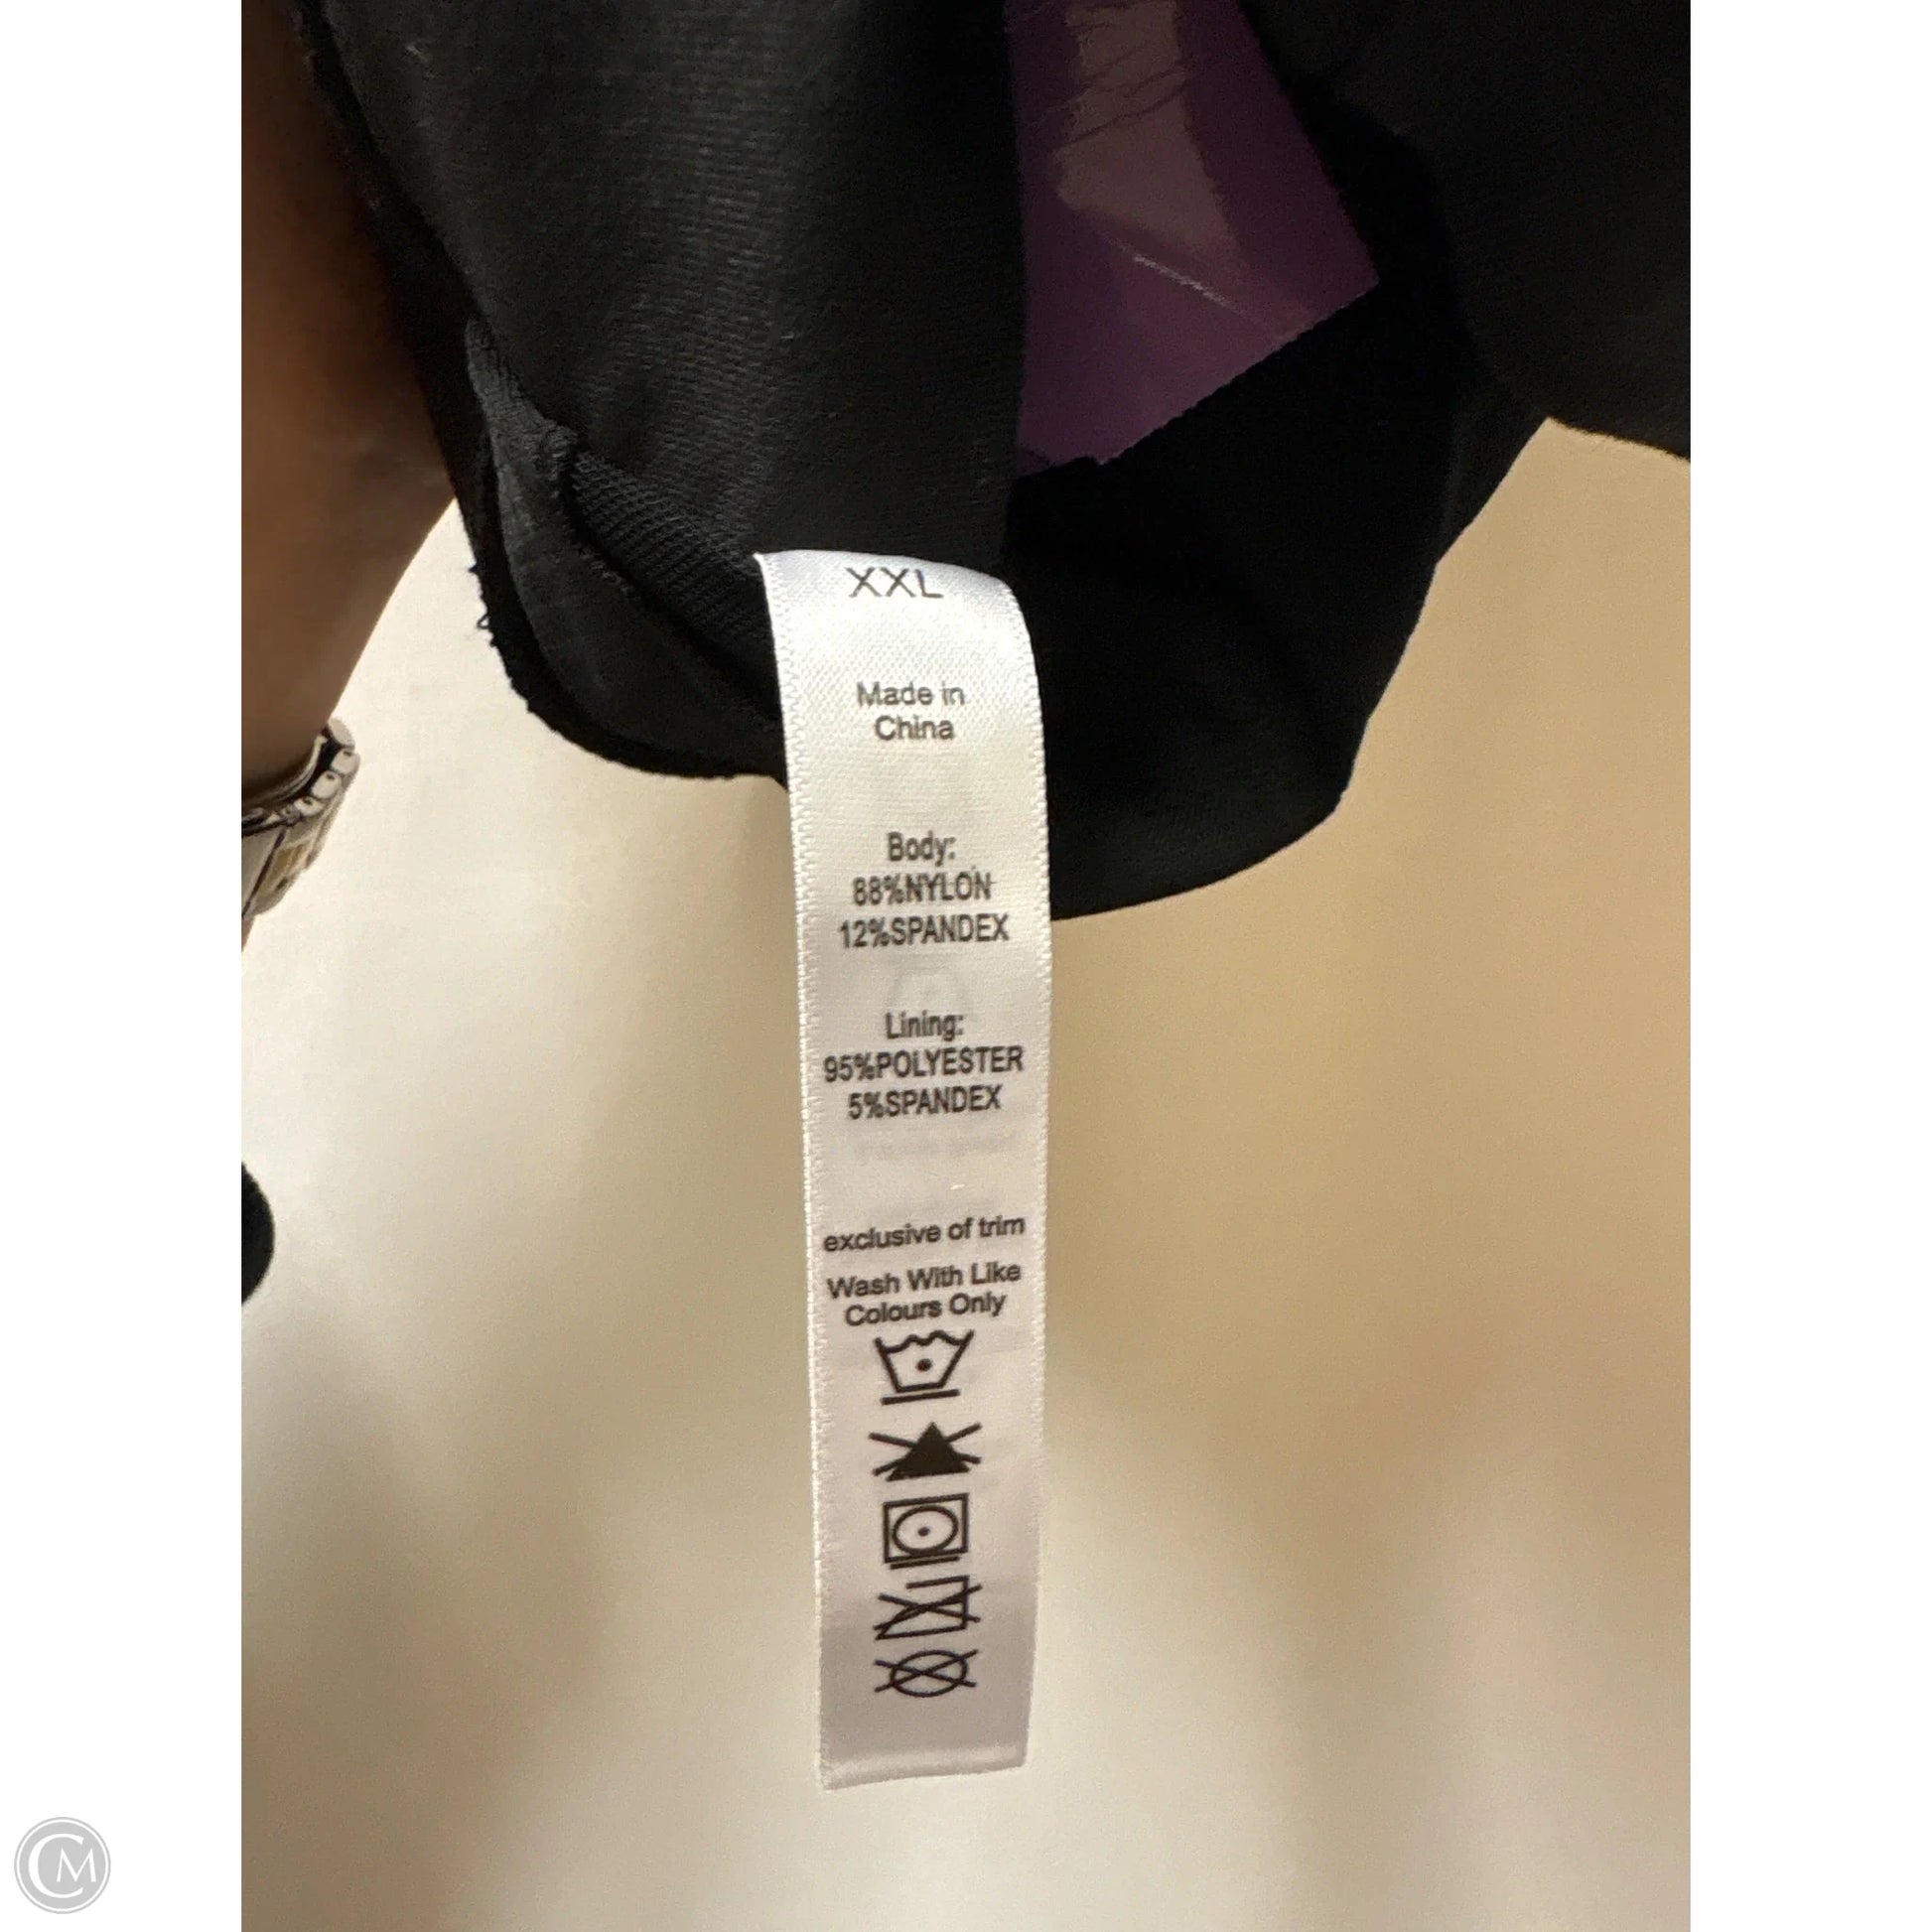 XXL
Made in
China
Body:
88%NYLON
12%SPANDEX
Lining:
95%POLYESTER
5%SPANDEX
exclusive of trim
Wash With Like
Colours Only
CM